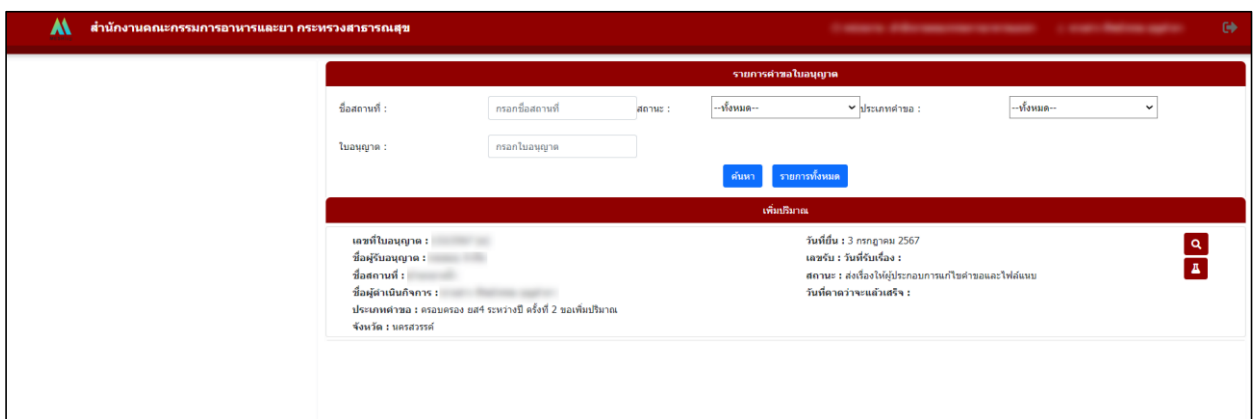 สำนักงานคณะกรรมการอาหารและยา กระทรวงสาธารณสุข
รายการคำขอใบอนุญาต
ชื่อสถานที่ : กรอกชื่อสถานที่ สถานะ : --ทั้งหมด-- ประเภทคำขอ : --ทั้งหมด--
ใบอนุญาต : กรอกใบอนุญาต
ค้นหา รายการทั้งหมด
เพิ่มปริมาณ
เลขที่ใบอนุญาต : วันที่ยื่น : 3 กรกฎาคม 2567
ชื่อผู้รับอนุญาต : เลขรับ : วันที่รับเรื่อง :
ชื่อสถานที่ : สถานะ : ส่งเรื่องให้ผู้ประกอบการแก้ไขคำขอและไฟล์แนบ
ชื่อผู้ดำเนินกิจการ : วันที่คาดว่าจะแล้วเสร็จ :
ประเภทคำขอ : ครอบครอง ยส4 ระหว่างปี ครั้งที่ 2 ขอเพิ่มปริมาณ
จังหวัด : นครสวรรค์